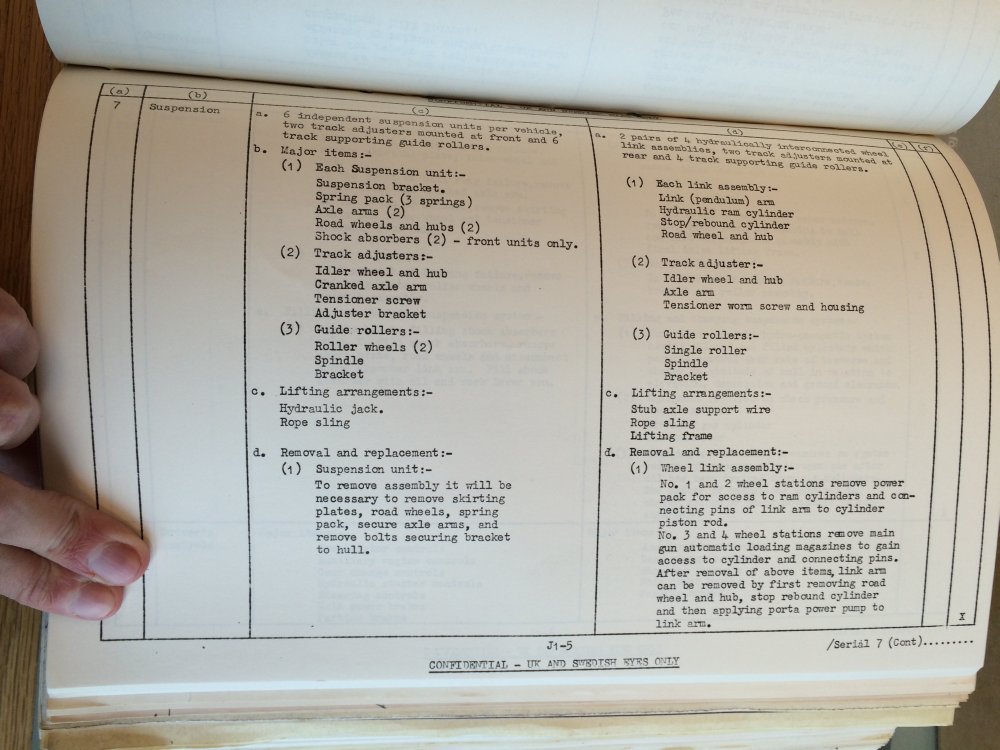 (a)
(b)
(c)
(d)
(e)
(f)
7
Suspension
a. 6 independent suspension units per vehicle,
two track adjusters mounted at front and 6
track supporting guide rollers.
b. Major items:-
(1) Each Suspension unit:-
Suspension bracket.
Spring pack (3 springs)
Axle arms (2)
Road wheels and hubs (2)
Shock absorbers (2) - front units only.
(2) Track adjusters:-
Idler wheel and hub
Cranked axle arm
Tensioner screw
Adjuster bracket
(3) Guide rollers:-
Roller wheels (2)
Spindle
Bracket
c. Lifting arrangements:-
Hydraulic jack.
Rope sling
d. Removal and replacement:-
(1) Suspension unit:-
To remove assembly it will be
necessary to remove skirting
plates, road wheels, spring
pack, secure axle arms, and
remove bolts securing bracket
to hull.
a. 2 pairs of 4 hydraulically interconnected wheel
link assemblies, two track adjusters mounted at
rear and 4 track supporting guide rollers.
(1) Each link assembly:-
Link (pendulum) arm
Hydraulic ram cylinder
Stop/rebound cylinder
Road wheel and hub
(2) Track adjuster:-
Idler wheel and hub
Axle arm
Tensioner worm screw and housing
(3) Guide rollers:-
Single roller
Spindle
Bracket
c. Lifting arrangements:-
Stub axle support wire
Rope sling
Lifting frame
d. Removal and replacement:-
(1) Wheel link assembly:-
No. 1 and 2 wheel stations remove power
pack for sccess to ram cylinders and con-
necting pins of link arm to cylinder
piston rod.
No. 3 and 4 wheel stations remove main
gun automatic loading magazines to gain
access to cylinder and connecting pins.
After removal of above items, link arm
can be removed by first removing road
wheel and hub, stop rebound cylinder
and then applying porta power pump to
link arm.
X
J1-5
/Serial 7 (Cont).........
CONFIDENTIAL - UK AND SWEDISH EYES ONLY